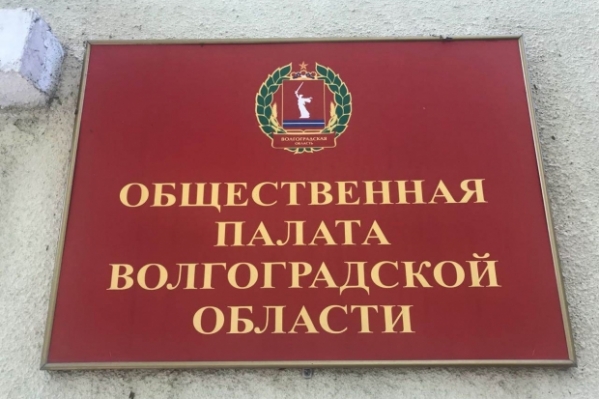 ВОЛГОГРАДСКАЯ
ОБЛАСТЬ
ОБЩЕСТВЕННАЯ
ПАЛАТА
ВОЛГОГРАДСКОЙ
ОБЛАСТИ